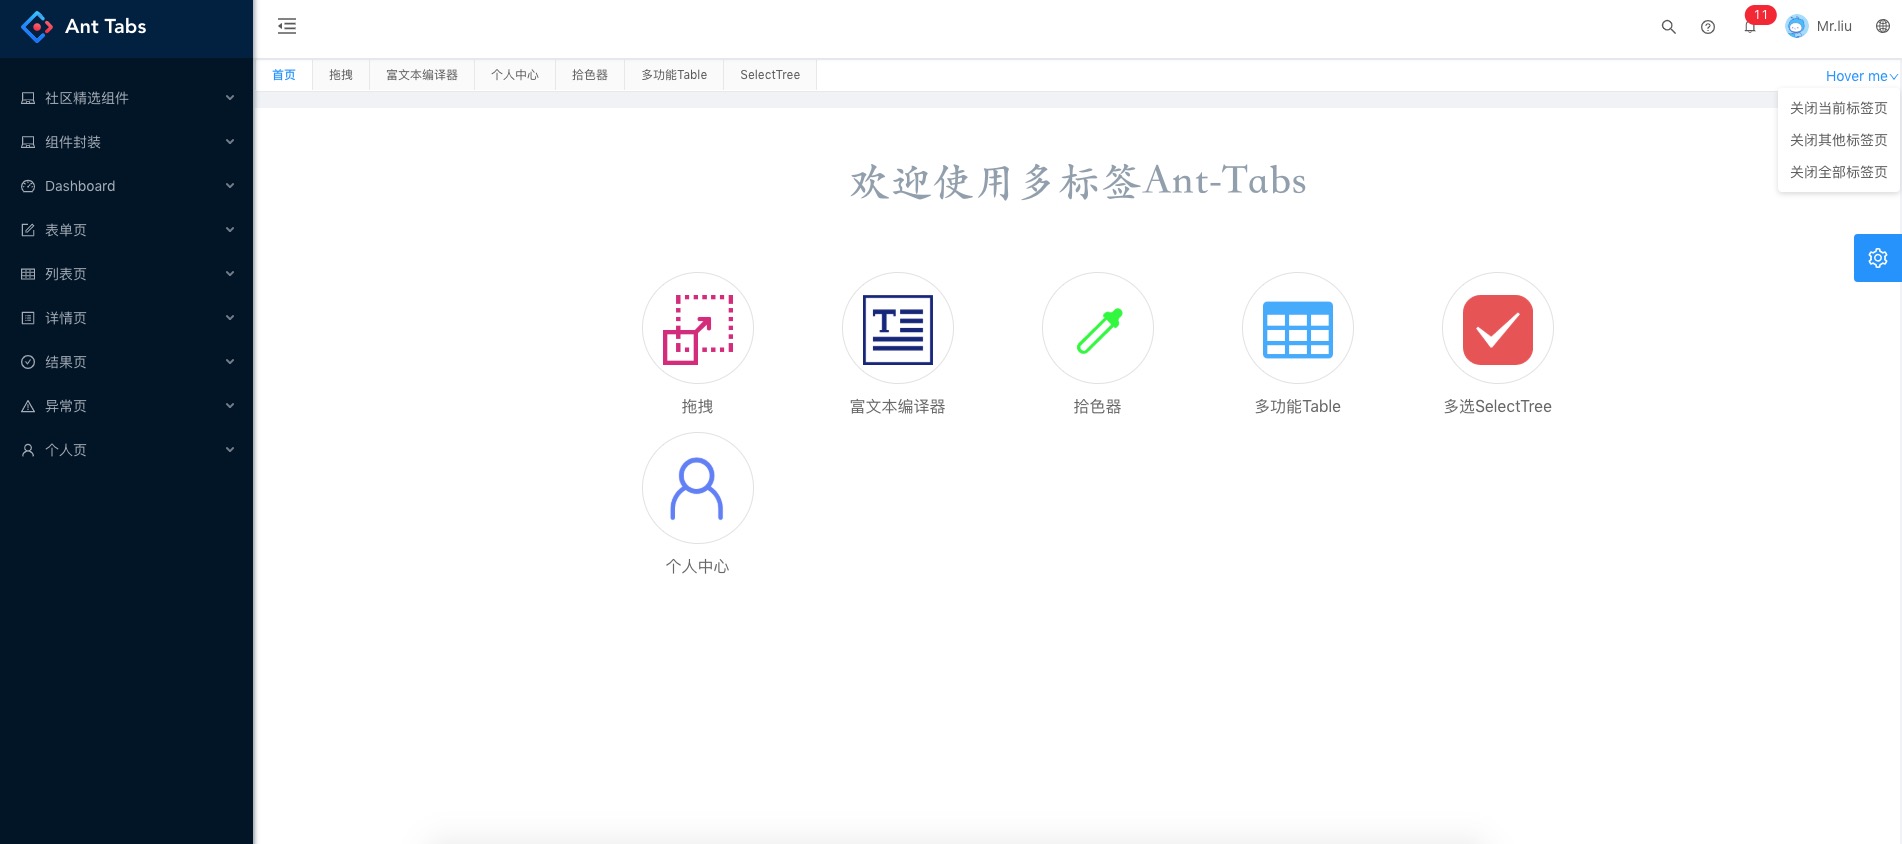 Ant Tabs
11
Mr.liu
首页 拖拽 富文本编译器 个人中心 拾色器 多功能Table SelectTree
Hover me
关闭当前标签页
关闭其他标签页
关闭全部标签页
社区精选组件
组件封装
Dashboard
表单页
列表页
详情页
结果页
异常页
个人页
欢迎使用多标签Ant-Tabs
T
拖拽 富文本编译器 拾色器 多功能Table 多选SelectTree
个人中心